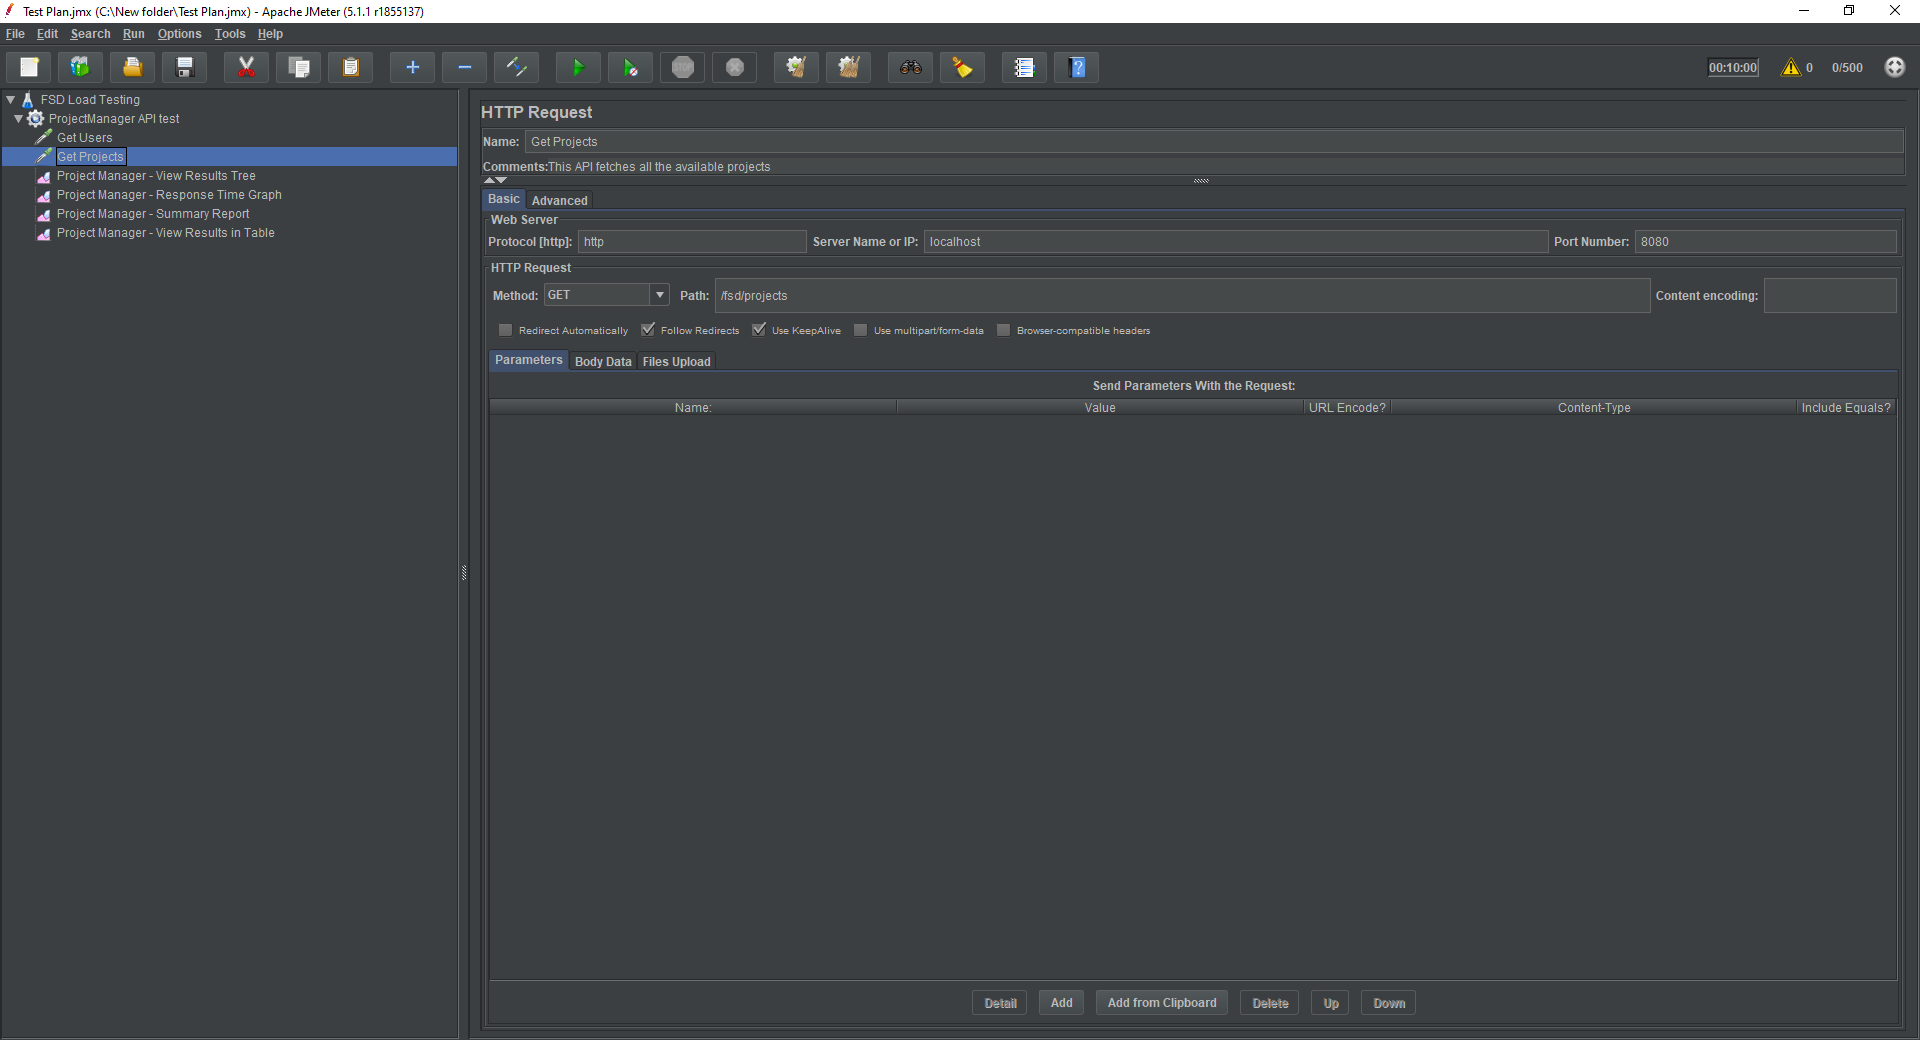 Test Plan.jmx (C:\New folder\Test Plan.jmx) - Apache JMeter (5.1.1 r1855137)
File Edit Search Run Options Tools Help
STOP
00:10:00 0 0/500
FSD Load Testing
ProjectManager API test
Get Users
Get Projects
Project Manager - View Results Tree
Project Manager - Response Time Graph
Project Manager - Summary Report
Project Manager - View Results in Table
HTTP Request
Name: Get Projects
Comments:This API fetches all the available projects
Basic Advanced
Web Server
Protocol [http]: http Server Name or IP: localhost Port Number: 8080
HTTP Request
Method: GET Path: /fsd/projects Content encoding:
Redirect Automatically Follow Redirects Use KeepAlive Use multipart/form-data Browser-compatible headers
Parameters Body Data Files Upload
Send Parameters With the Request:
Name: Value URL Encode? Content-Type Include Equals?
Detail Add Add from Clipboard Delete Up Down